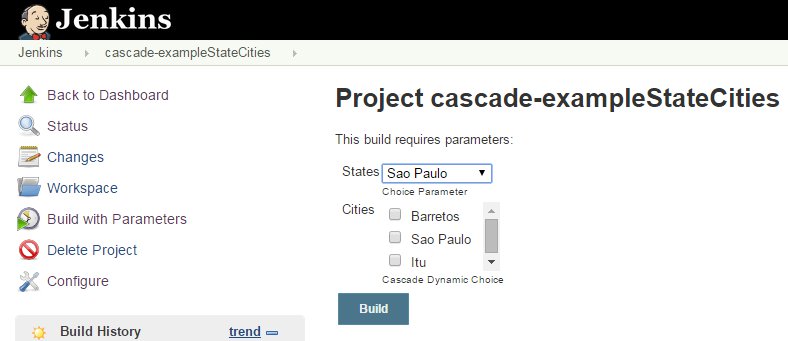 Jenkins
Jenkins cascade-exampleStateCities
Back to Dashboard
Status
Changes
Workspace
Build with Parameters
Delete Project
Configure
Build History trend
Project cascade-exampleStateCities
This build requires parameters:
States Sao Paulo
Choice Parameter
Cities
Barretos
Sao Paulo
Itu
Cascade Dynamic Choice
Build